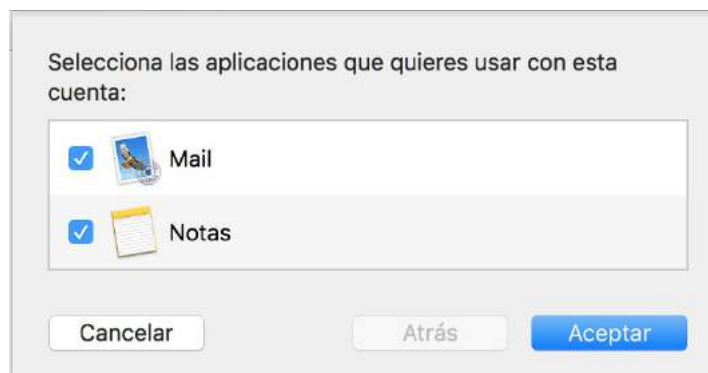 Selecciona las aplicaciones que quieres usar con esta
cuenta:
Mail
Notas
Cancelar
Atrás
Aceptar